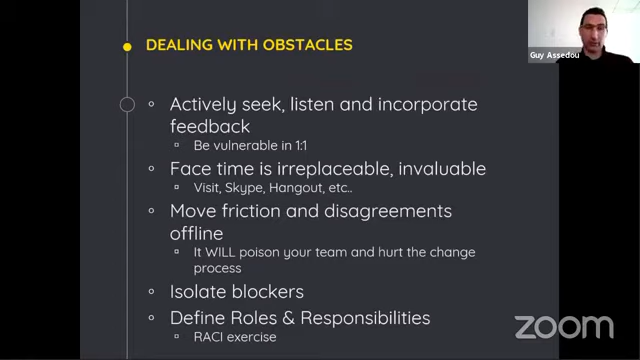 DEALING WITH OBSTACLES
Guy Assedou
Actively seek, listen and incorporate
feedback
Be vulnerable in 1:1
Face time is irreplaceable, invaluable
Visit, Skype, Hangout, etc..
Move friction and disagreements
offline
It WILL poison your team and hurt the change
process
Isolate blockers
Define Roles & Responsibilities
RACI exercise
zoom